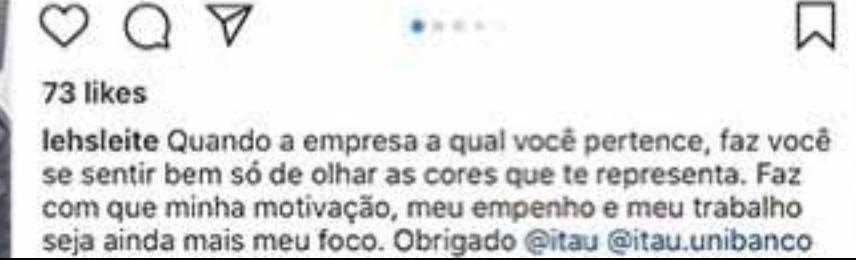 73 likes
lehsleite Quando a empresa a qual você pertence, faz você
se sentir bem só de olhar as cores que te representa. Faz
com que minha motivação, meu empenho e meu trabalho
seja ainda mais meu foco. Obrigado @itau @itau.unibanco